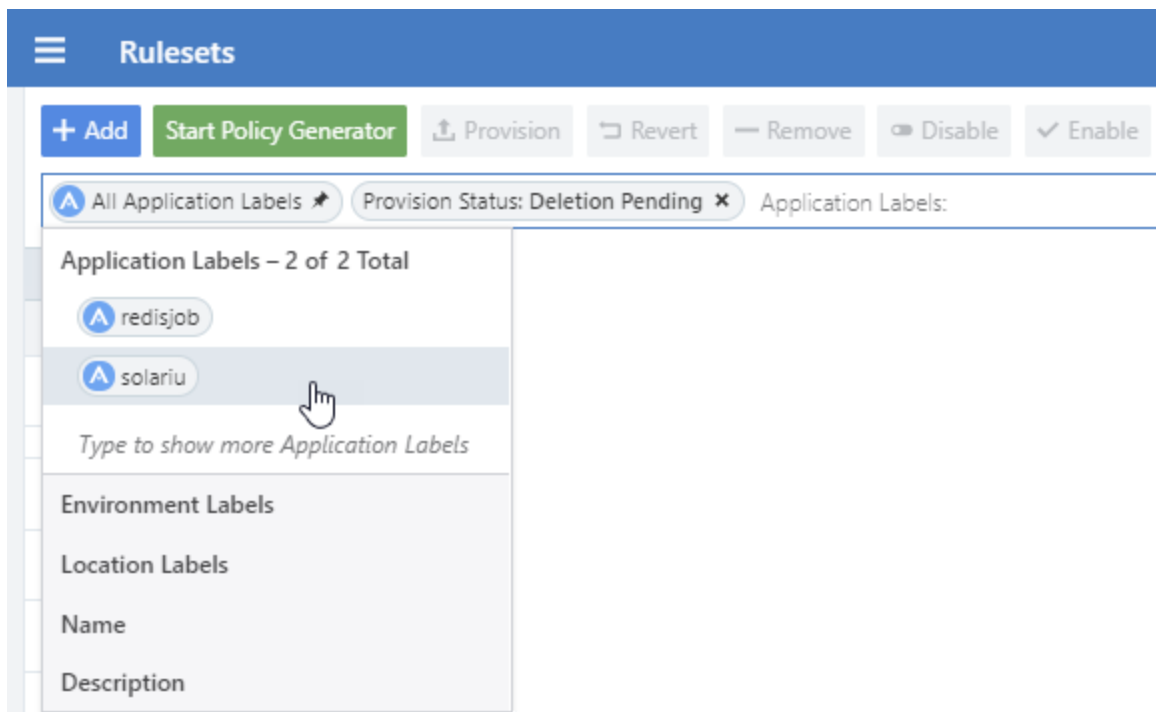 Rulesets
+ Add Start Policy Generator Provision Revert Remove Disable Enable
All Application Labels Provision Status: Deletion Pending × Application Labels:
Application Labels – 2 of 2 Total
redisjob
solariu
Type to show more Application Labels
Environment Labels
Location Labels
Name
Description